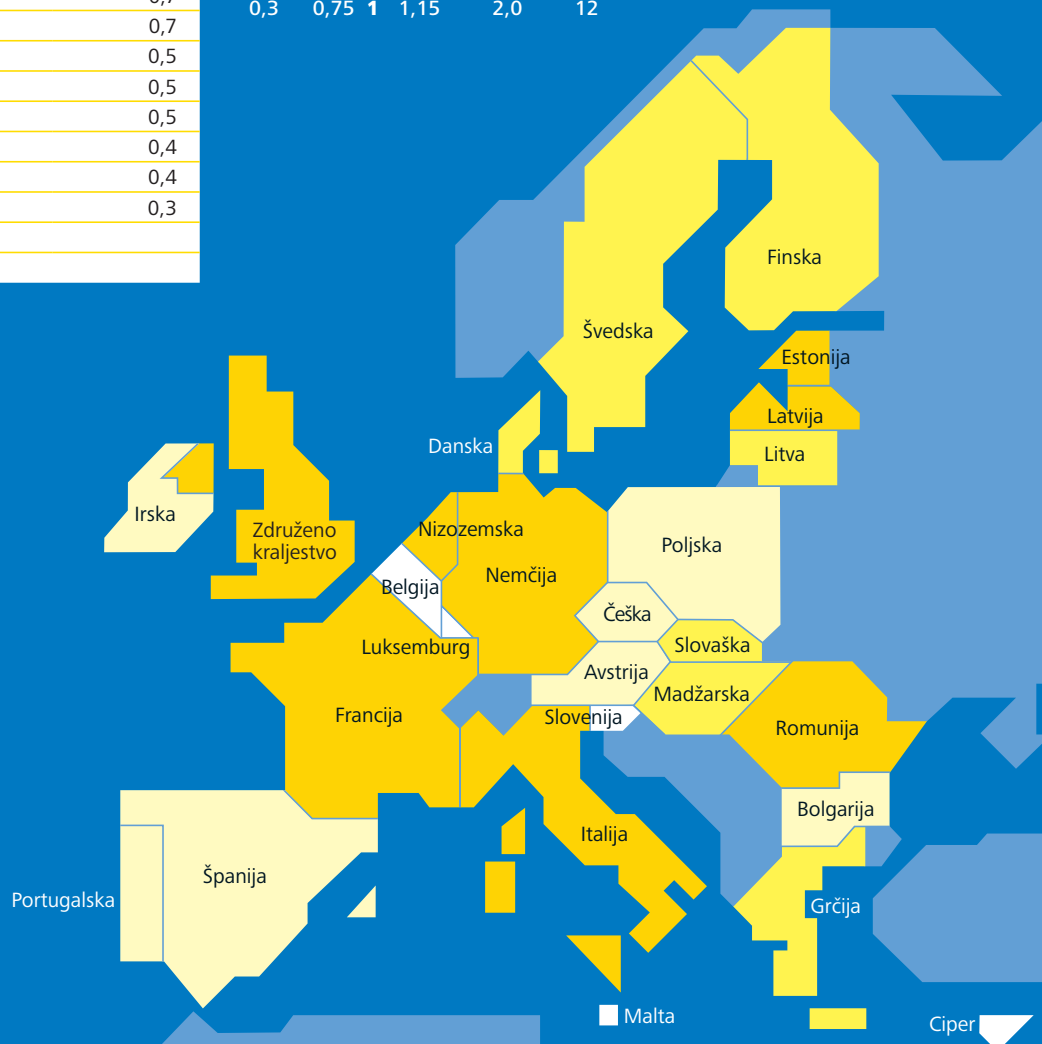 0,7
0,7
0,5
0,5
0,5
0,4
0,4
0,3
0,3 0,75 1 1,15 2,0 12
Finska
Švedska
Estonija
Latvija
Danska
Litva
Irska
Združeno
kraljestvo
Nizozemska
Poljska
Nemčija
Belgija
Češka
Luksemburg
Slovaška
Avstrija
Madžarska
Francija
Slovenija
Romunija
Bolgarija
Italija
Španija
Portugalska
Grčija
Malta
Ciper